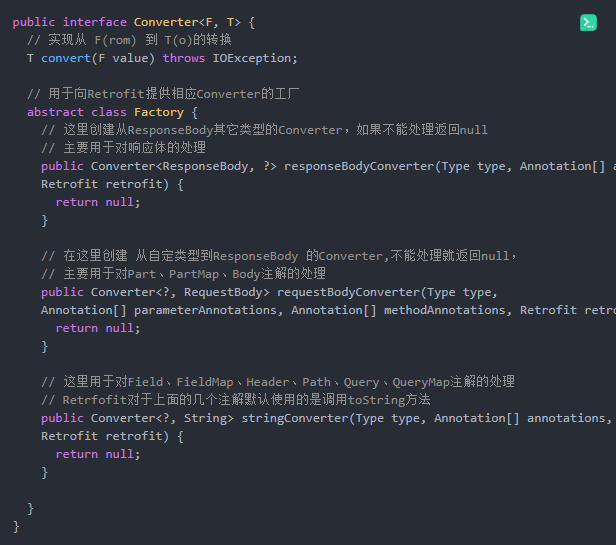 public interface Converter<F, T> {
  // 实现从 F(rom) 到 T(o)的转换
  T convert(F value) throws IOException;

  // 用于向Retrofit提供相应Converter的工厂
  abstract class Factory {
    // 这里创建从ResponseBody其它类型的Converter，如果不能处理返回null
    // 主要用于对响应体的处理
    public Converter<ResponseBody, ?> responseBodyConverter(Type type, Annotation[] a
    Retrofit retrofit) {
      return null;
    }

    // 在这里创建 从自定类型到ResponseBody 的Converter,不能处理就返回null，
    // 主要用于对Part、PartMap、Body注解的处理
    public Converter<?, RequestBody> requestBodyConverter(Type type,
    Annotation[] parameterAnnotations, Annotation[] methodAnnotations, Retrofit retro
      return null;
    }

    // 这里用于对Field、FieldMap、Header、Path、Query、QueryMap注解的处理
    // Retrfofit对于上面的几个注解默认使用的是调用toString方法
    public Converter<?, String> stringConverter(Type type, Annotation[] annotations,
    Retrofit retrofit) {
      return null;
    }

  }
}